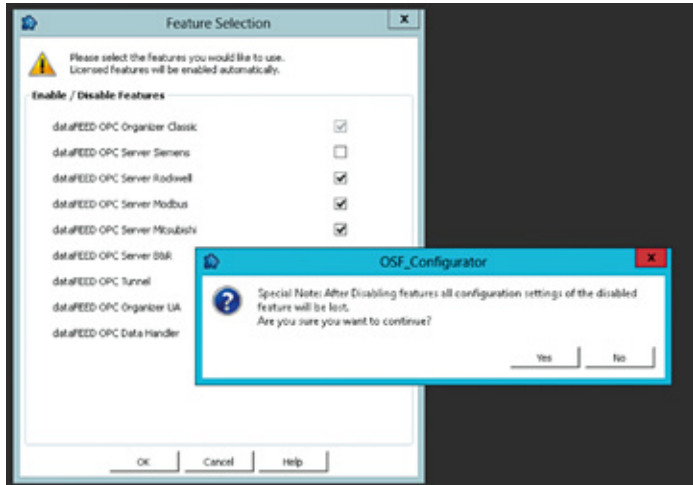 Feature Selection
x
Please select the features you would like to use.
Licensed features will be enabled automatically.
Enable / Disable Features
dataFEED OPC Organizer Classic
dataFEED OPC Server Siemens
dataFEED OPC Server Rockwell
dataFEED OPC Server Modbus
dataFEED OPC Server Mitsubishi
dataFEED OPC Server B&R
dataFEED OPC Tunnel
dataFEED OPC Organizer UA
dataFEED OPC Data Handler
OSF_Configurator
x
Special Note: After Disabling features all configuration settings of the disabled
feature will be lost.
Are you sure you want to continue?
Yes No
OK Cancel Help